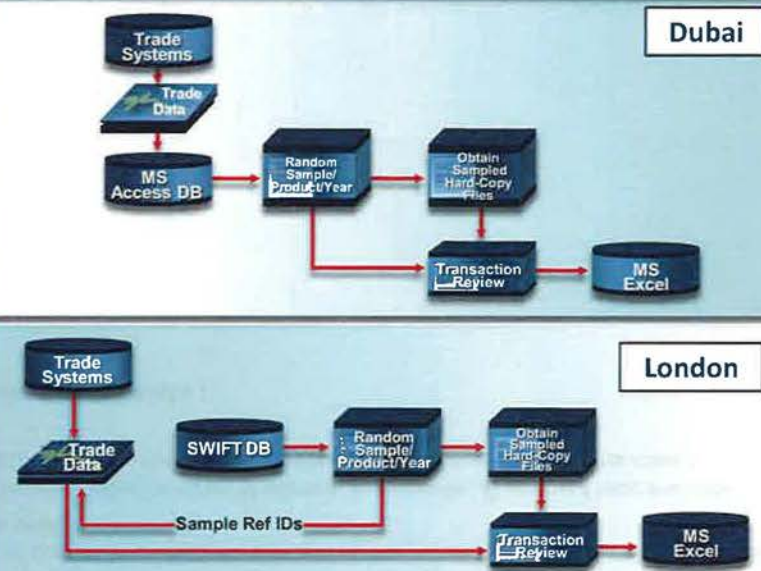 Dubai
Trade
Systems
Trade
Data
MS
Access DB
Random
Sample/
Product/Year
Obtain
Sampled
Hard-Copy
Files
Transaction
Review
MS
Excel
London
Trade
Systems
Trade
Data
SWIFT DB
Random
Sample/
Product/Year
Obtain
Sampled
Hard-Copy
Files
Sample Ref IDs
Transaction
Review
MS
Excel